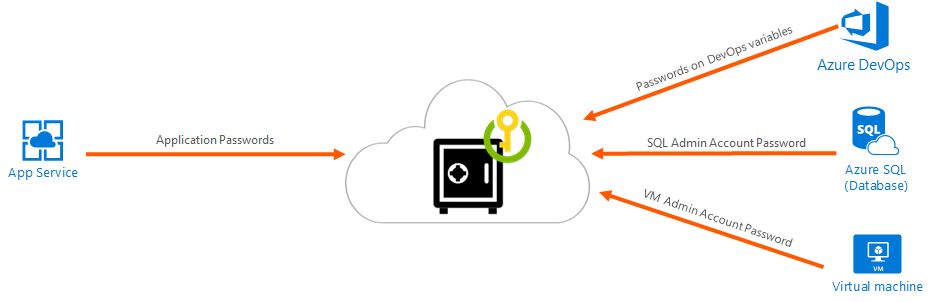 Passwords on DevOps variables
Azure DevOps
Application Passwords
App Service
SQL Admin Account Password
SQL
Azure SQL
(Database)
VM Admin Account Password
VM
Virtual machine